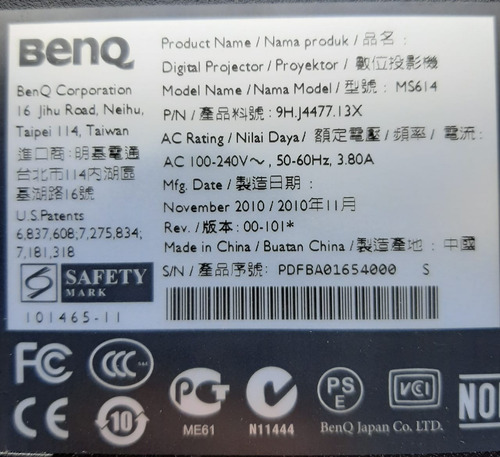 BenQ
BenQ Corporation
16 Jihu Road, Neihu,
Taipei 114, Taiwan
進口商:明基電通
台北市114內湖區
基湖路16號
U.S.Patents
6,837,608;7,275,834;
7,181,318
SAFETY
MARK
101465-11
Product Name / Nama produk / 品名 :
Digital Projector / Proyektor / 數位投影機
Model Name / Nama Model / 型號 : MS614
P/N / 產品料號 : 9H.J4477.13X
AC Rating / Nilai Daya / 額定電壓 / 頻率 / 電流:
AC 100-240V~, 50-60Hz, 3.80A
Mfg. Date / 製造日期 :
November 2010 / 2010年11月
Rev. / 版本 : 00-101*
Made in China / Buatan China / 製造產地 : 中國
S/N / 產品序號: PDFBA01654000 S
FC
CCC
CE
10
PCT
ME61
N11444
PS
E
VCI
BenQ Japan Co. LTD.